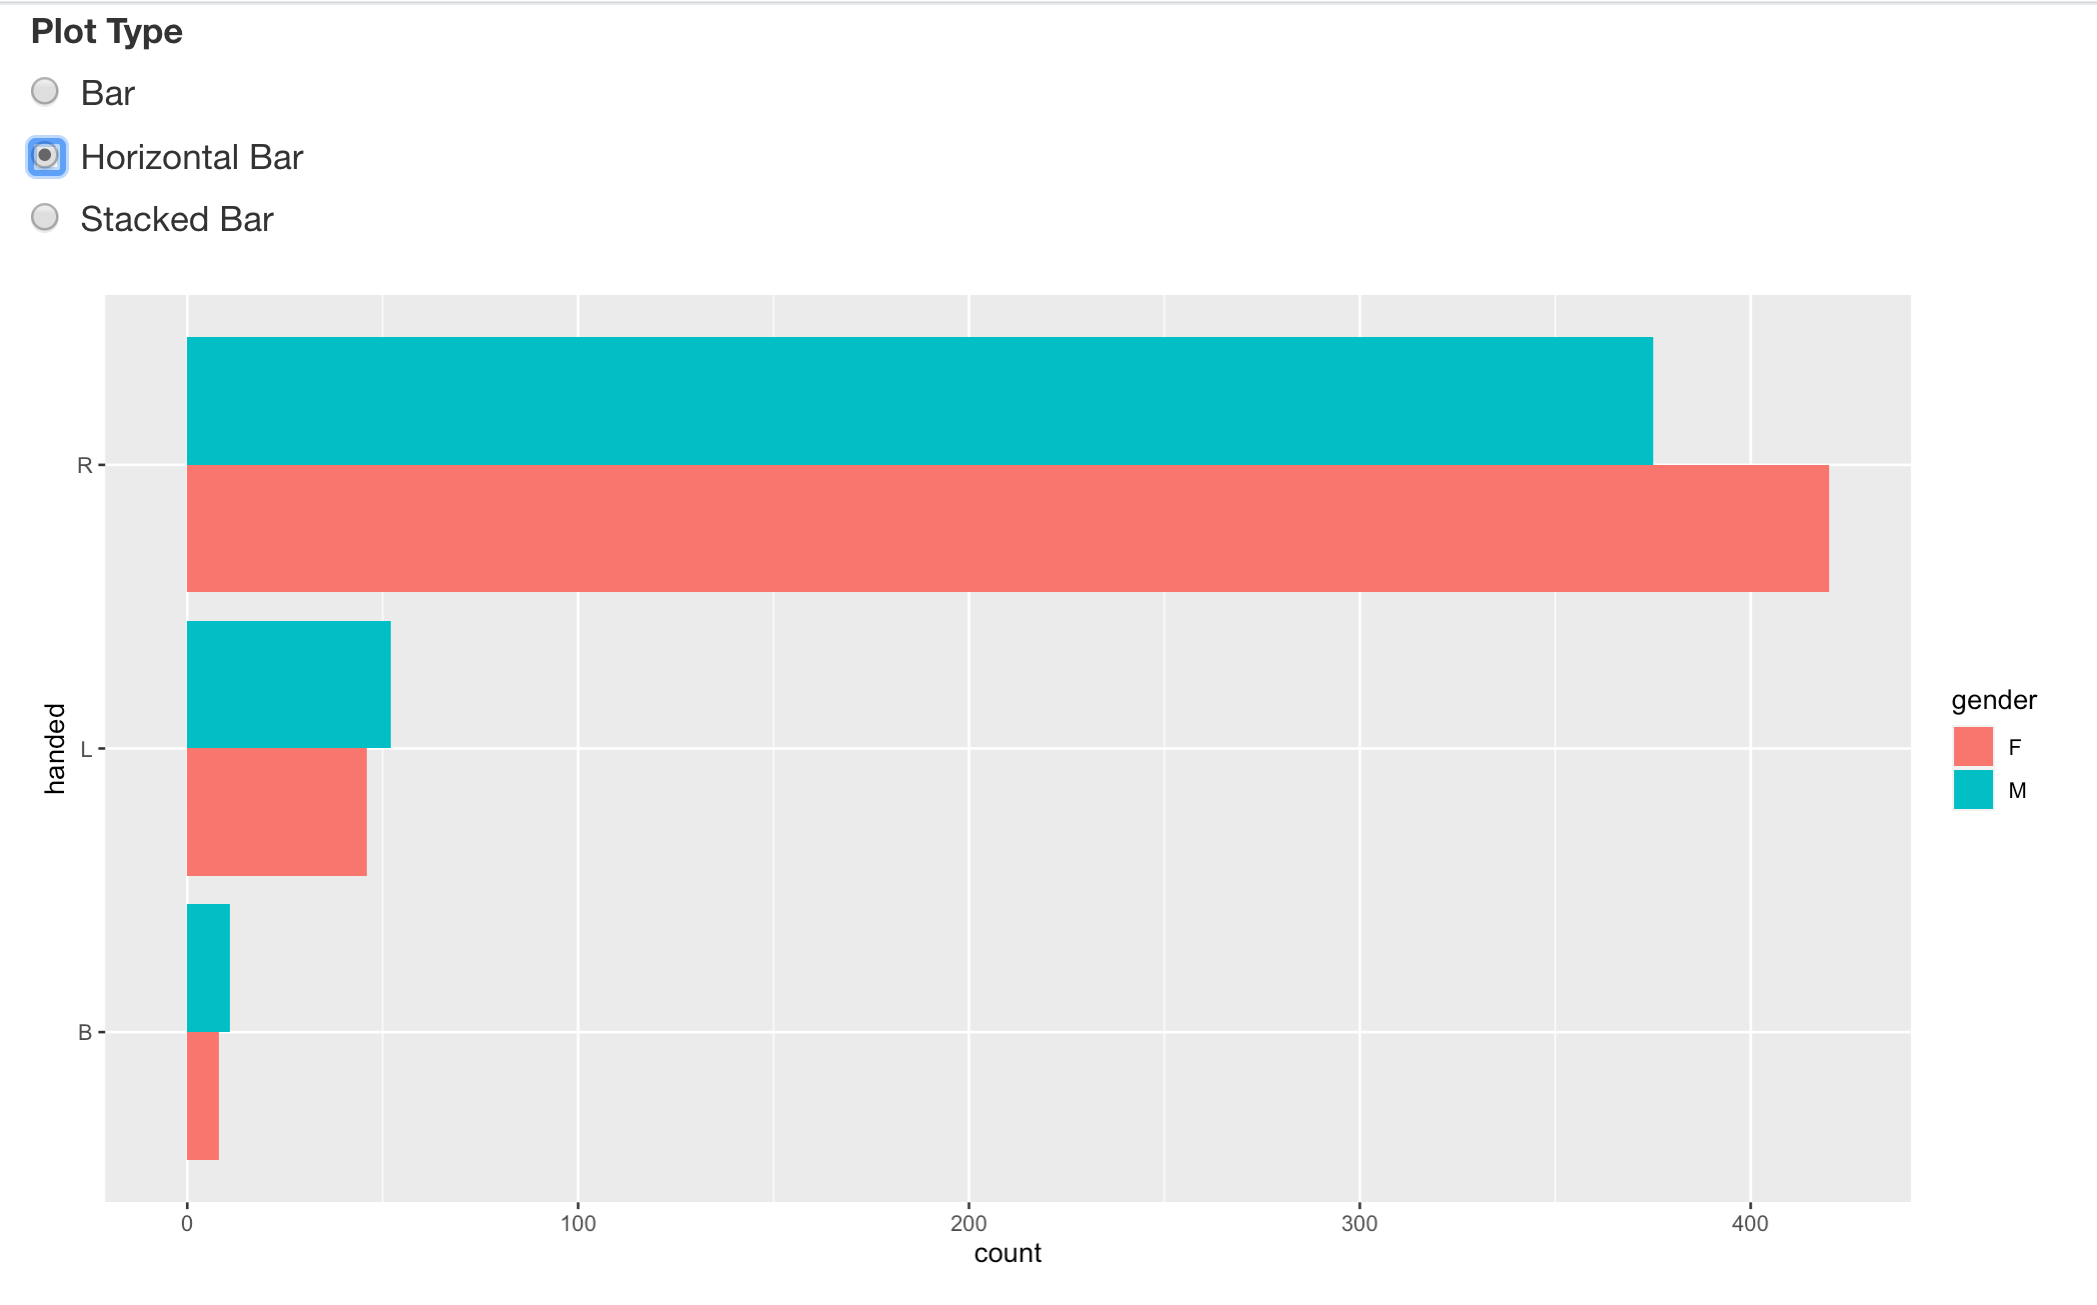 Plot Type
Bar
Horizontal Bar
Stacked Bar
R
L
B
handed
0 100 200 300 400
count
gender
F
M